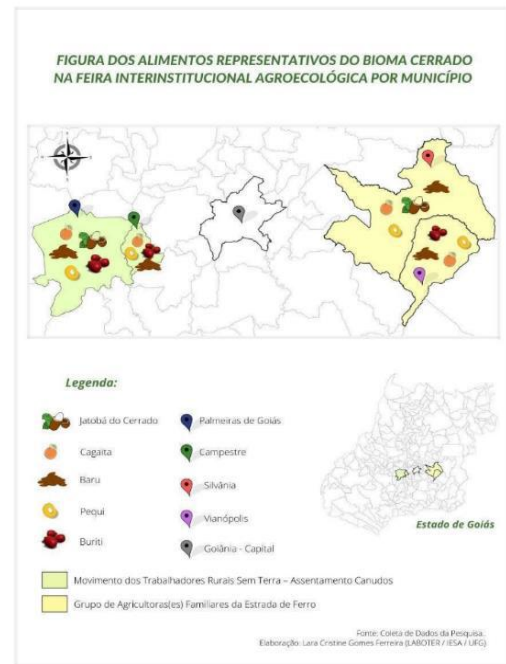 FIGURA DOS ALIMENTOS REPRESENTATIVOS DO BIOMA CERRADO
NA FEIRA INTERINSTITUCIONAL AGROECOLÓGICA POR MUNICÍPIO
Legenda:
Jatobá do Cerrado
Cagaita
Baru
Pequi
Buriti
Palmeiras de Goiás
Campestre
Silvânia
Vianópolis
Goiânia - Capital
Estado de Goiás
Movimento dos Trabalhadores Rurais Sem Terra – Assentamento Canudos
Grupo de Agricultoras(es) Familiares da Estrada de Ferro
Fonte: Coleta de Dados da Pesquisa.
Elaboração: Lara Cristine Gomes Ferreira (LABOTER / IESA / UFG)